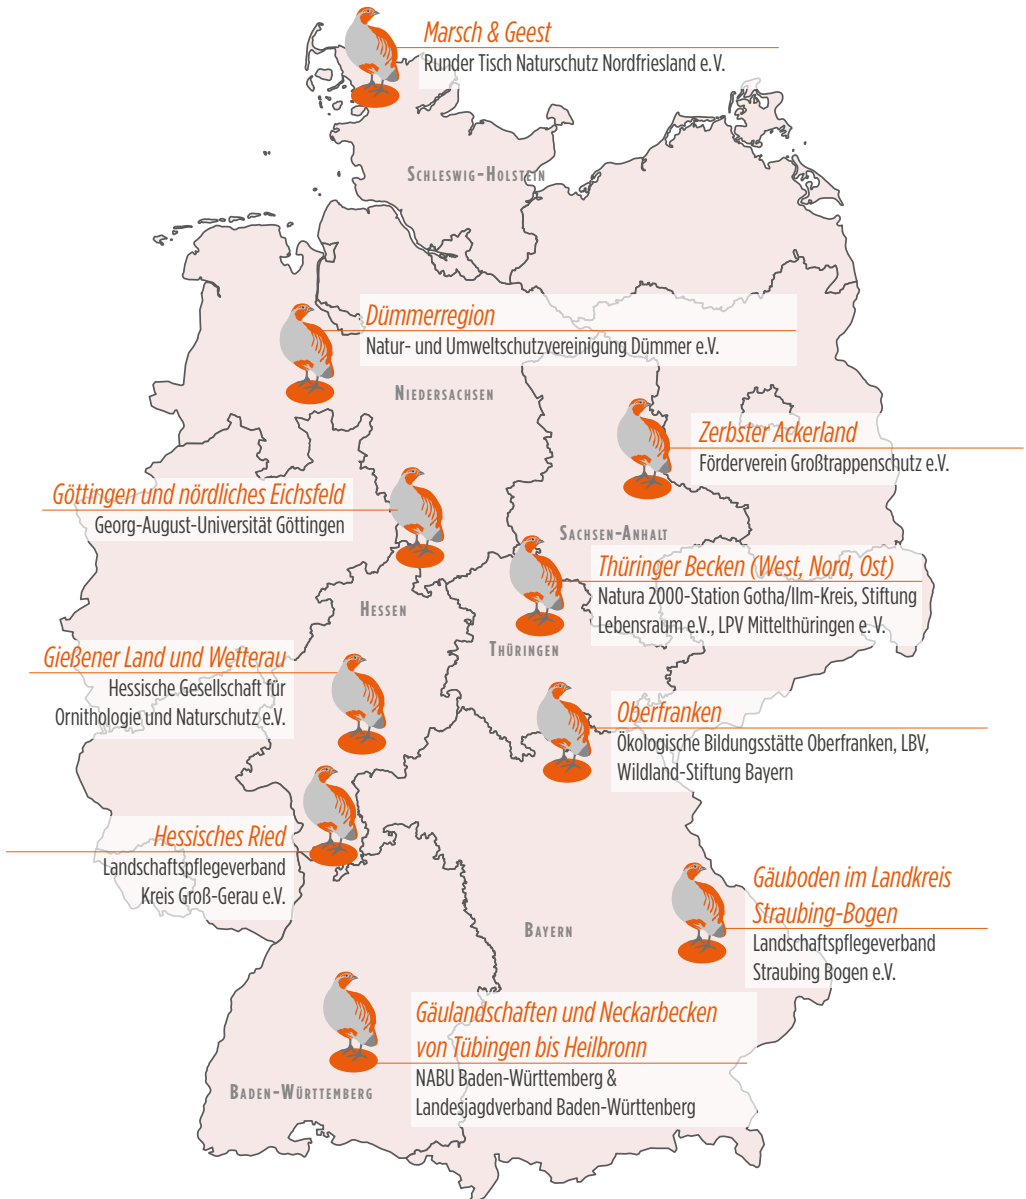 Marsch & Geest
Runder Tisch Naturschutz Nordfriesland e.V.
Schleswig-Holstein
Dümmerregion
Natur- und Umweltschutzvereinigung Dümmer e.V.
Niedersachsen
Zerbster Ackerland
Förderverein Großtrappenschutz e.V.
Göttingen und nördliches Eichsfeld
Georg-August-Universität Göttingen
Sachsen-Anhalt
Thüringer Becken (West, Nord, Ost)
Natura 2000-Station Gotha/Ilm-Kreis, Stiftung
Lebensraum e.V., LPV Mittelthüringen e. V.
Hessen
Thüringen
Gießener Land und Wetterau
Hessische Gesellschaft für
Ornithologie und Naturschutz e.V.
Oberfranken
Ökologische Bildungsstätte Oberfranken, LBV,
Wildland-Stiftung Bayern
Hessisches Ried
Landschaftspflegeverband
Kreis Groß-Gerau e.V.
Gäuboden im Landkreis
Straubing-Bogen
Landschaftspflegeverband
Straubing Bogen e.V.
Bayern
Gäulandschaften und Neckarbecken
von Tübingen bis Heilbronn
NABU Baden-Württemberg &
Landesjagdverband Baden-Württenberg
Baden-Württemberg